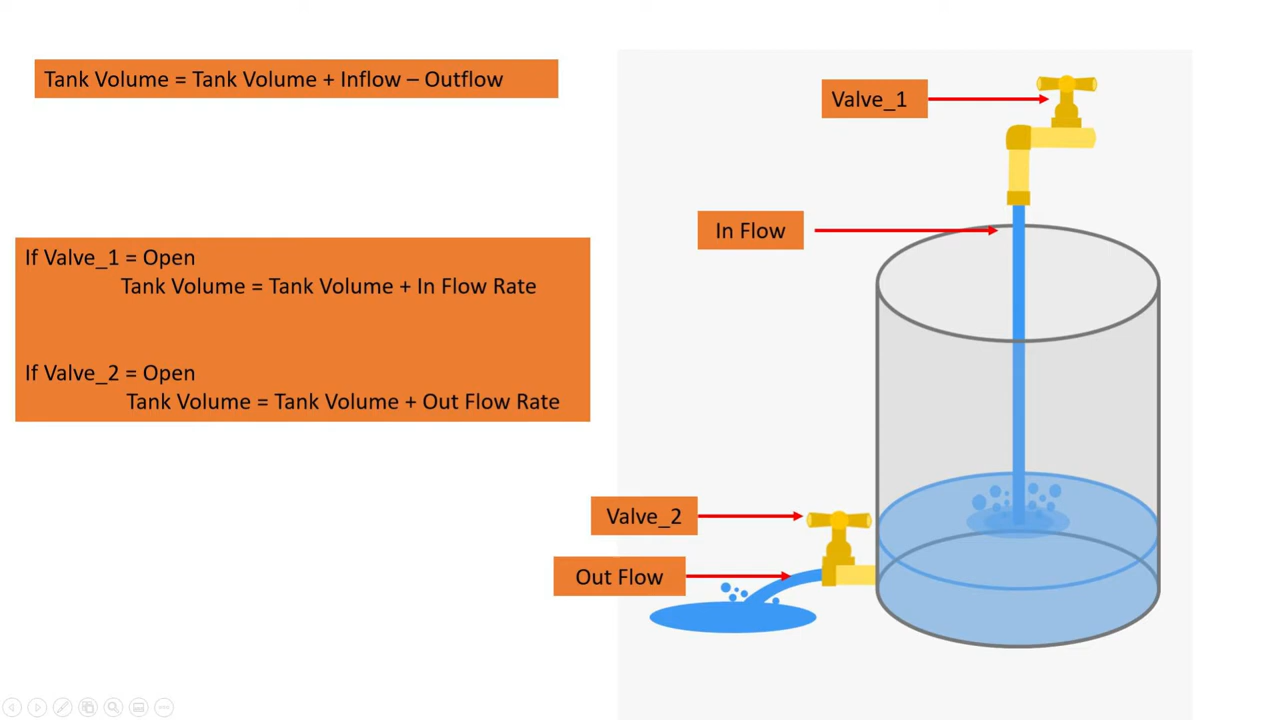 Tank Volume = Tank Volume + Inflow – Outflow
Valve_1
In Flow
If Valve_1 = Open
Tank Volume = Tank Volume + In Flow Rate
If Valve_2 = Open
Tank Volume = Tank Volume + Out Flow Rate
Valve_2
Out Flow